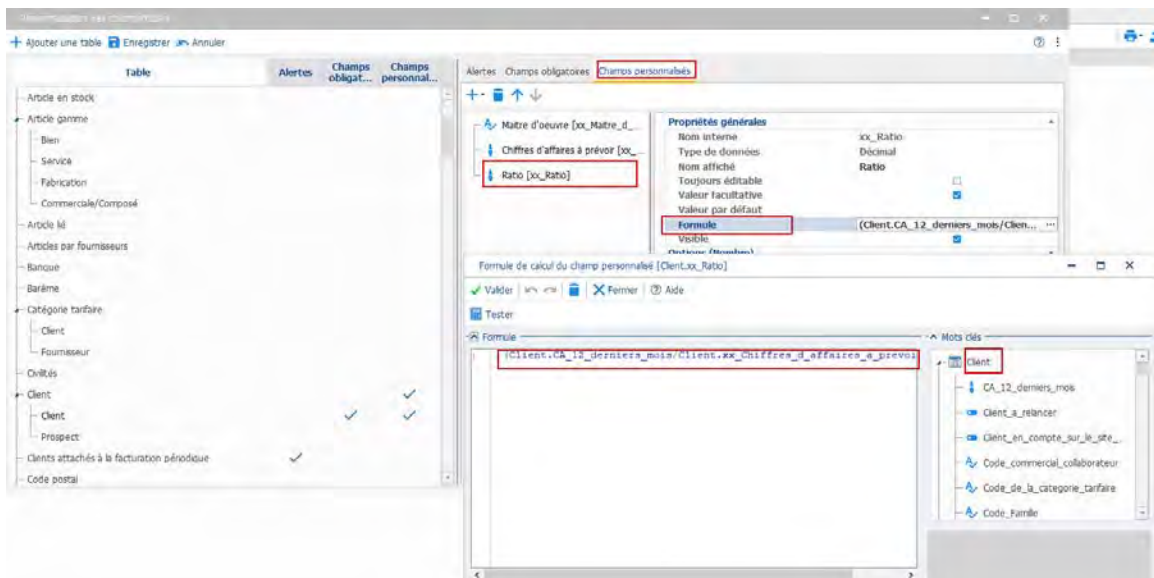 + Ajouter une table Enregistrer Annuler
Table Alertes Champs obligat... Champs personnal...
Article en stock
Article gamme
Bien
Service
Fabrication
Commerciale/Composé
Article lié
Articles par fournisseurs
Banque
Barème
Catégorie tarifaire
Client
Fournisseur
Civilités
Client
Client
Prospect
Clients attachés à la facturation périodique
Code postal
Alertes Champs obligatoires Champs personnalisés
Maitre d'oeuvre [xx_Maitre_d_...
Chiffres d'affaires à prévoir [xx_...
Ratio [xx_Ratio]
Propriétés générales
Nom interne xx_Ratio
Type de données Décimal
Nom affiché Ratio
Toujours éditable
Valeur facultative
Valeur par défaut
Formule (Client.CA_12_derniers_mois/Clien... ...
Visible
Options (Nombre)
Formule de calcul du champ personnalisé [Client.xx_Ratio]
Valider Fermer Aide
Tester
Formule
(Client.CA_12_derniers_mois/Client.xx_Chiffres_d_affaires_a_prevoi
Mots clés
Client
CA_12_derniers_mois
Client_a_relancer
Client_en_compte_sur_le_site_...
Code_commercial_collaborateur
Code_de_la_categorie_tarifaire
Code_Famille